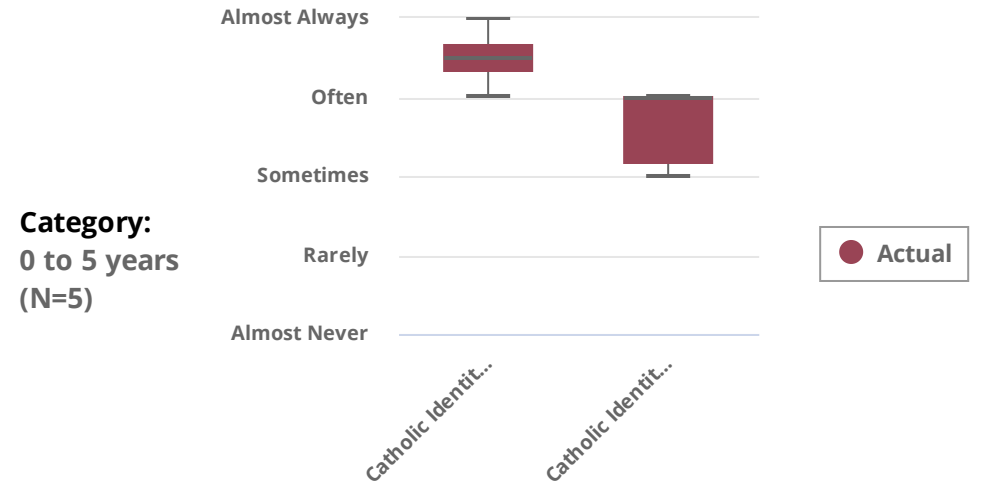 Almost Always
Often
Sometimes
Rarely
Almost Never
Category:
0 to 5 years
(N=5)
Actual
Catholic Identit...
Catholic Identit...